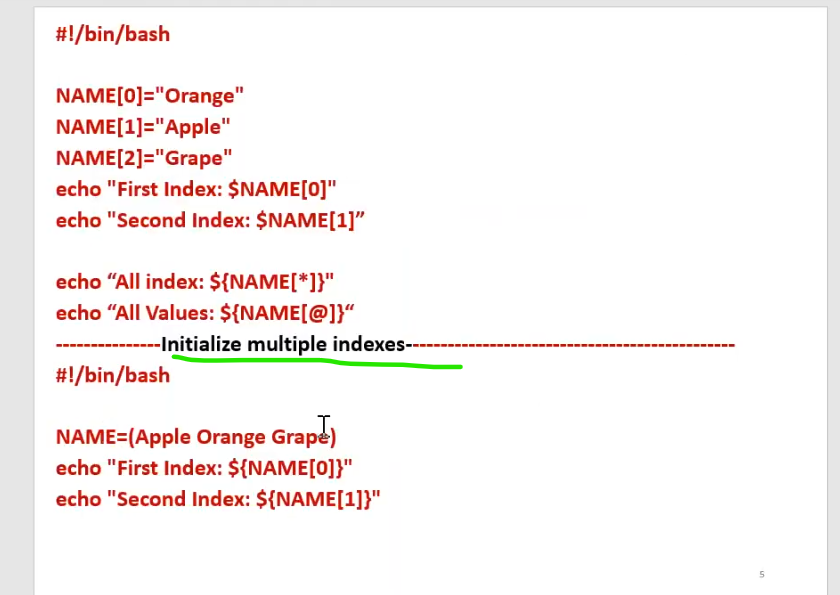 #!/bin/bash
NAME[0]="Orange"
NAME[1]="Apple"
NAME[2]="Grape"
echo "First Index: $NAME[0]"
echo "Second Index: $NAME[1]”
echo “All index: ${NAME[*]}"
echo “All Values: ${NAME[@]}“
---------------Initialize multiple indexes-----------------------------------------------
#!/bin/bash
NAME=(Apple Orange Grape)
echo "First Index: ${NAME[0]}"
echo "Second Index: ${NAME[1]}"
5